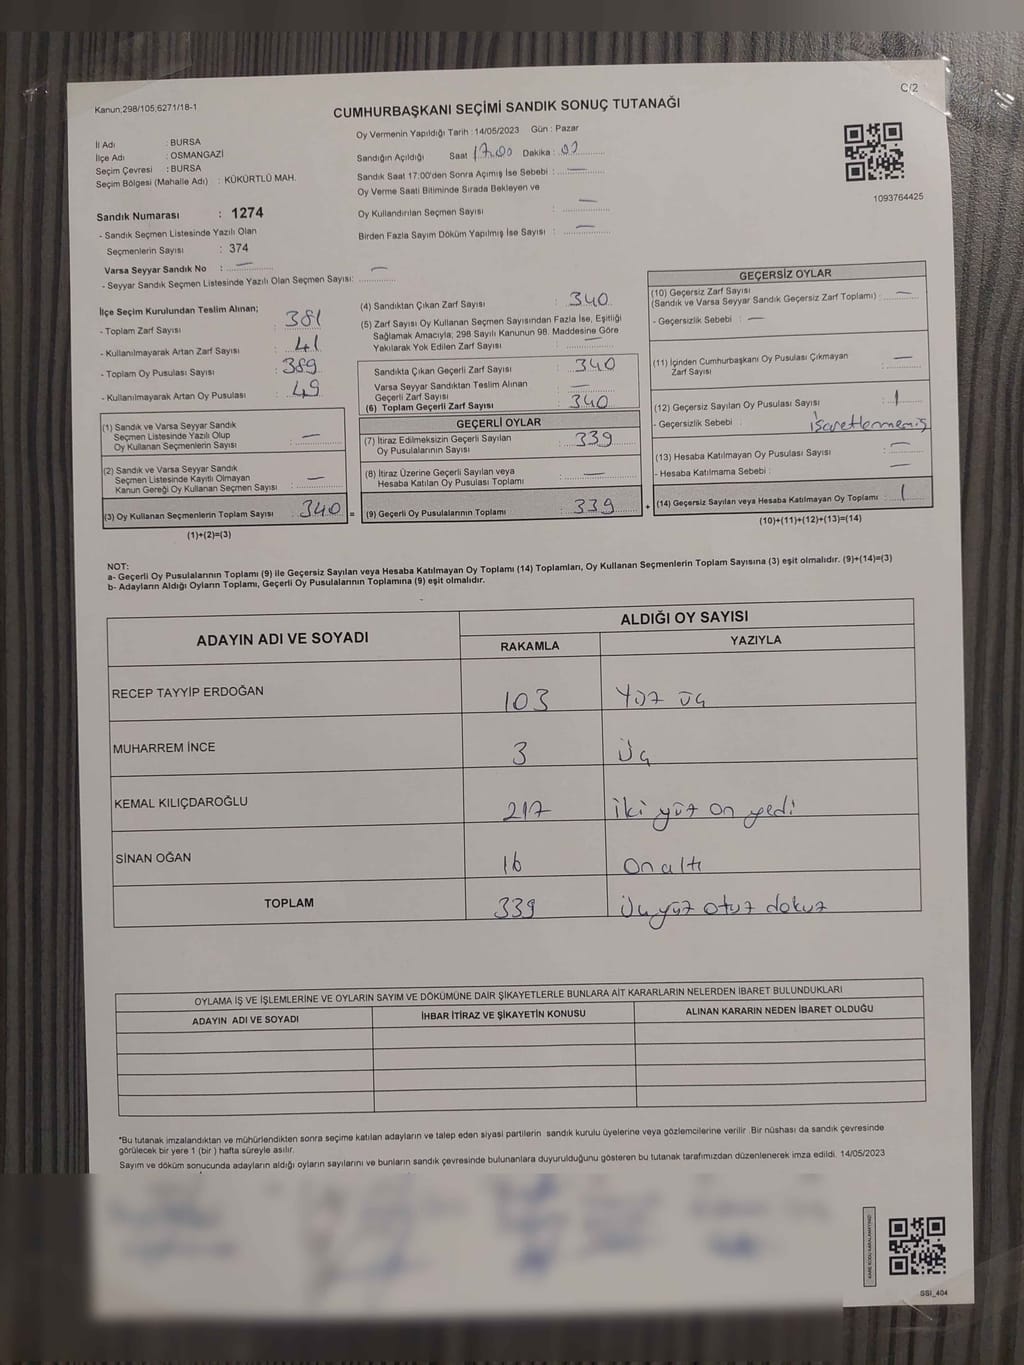 Kanun;298/105,6271/18-1
C/2
CUMHURBAŞKANI SEÇİMİ SANDIK SONUÇ TUTANAĞI
İl Adı : BURSA
İlçe Adı : OSMANGAZİ
Seçim Çevresi : BURSA
Seçim Bölgesi (Mahalle Adı) : KÜKÜRTLÜ MAH.
Sandık Numarası : 1274
- Sandık Seçmen Listesinde Yazılı Olan
Seçmenlerin Sayısı : 374
Varsa Seyyar Sandık No : —
- Seyyar Sandık Seçmen Listesinde Yazılı Olan Seçmen Sayısı: —
Oy Vermenin Yapıldığı Tarih : 14/05/2023 Gün : Pazar
Sandığın Açıldığı Saat 17.00 Dakika :
Sandık Saat 17:00'den Sonra Açımış İse Sebebi : —
Oy Verme Saati Bitiminde Sırada Bekleyen ve
Oy Kullandırılan Seçmen Sayısı : —
Birden Fazla Sayım Döküm Yapılmış İse Sayısı : —
1093764425
İlçe Seçim Kurulundan Teslim Alınan;
- Toplam Zarf Sayısı : 381
- Kullanılmayarak Artan Zarf Sayısı : 41
- Toplam Oy Pusulası Sayısı : 389
- Kullanılmayarak Artan Oy Pusulası : 49
(1) Sandık ve Varsa Seyyar Sandık
Seçmen Listesinde Yazılı Olup
Oy Kullanan Seçmenlerin Sayısı : —
(2) Sandık ve Varsa Seyyar Sandık
Seçmen Listesinde Kayıtlı Olmayan
Kanun Gereği Oy Kullanan Seçmen Sayısı : —
(3) Oy Kullanan Seçmenlerin Toplam Sayısı : 340 =
(1)+(2)=(3)
(4) Sandıktan Çıkan Zarf Sayısı : 340
(5) Zarf Sayısı Oy Kullanan Seçmen Sayısından Fazla İse, Eşitliği
Sağlamak Amacıyla; 298 Sayılı Kanunun 98. Maddesine Göre
Yakılarak Yok Edilen Zarf Sayısı : —
Sandıkta Çıkan Geçerli Zarf Sayısı : 340
Varsa Seyyar Sandıktan Teslim Alınan
Geçerli Zarf Sayısı : —
(6) Toplam Geçerli Zarf Sayısı : 340
GEÇERLİ OYLAR
(7) İtiraz Edilmeksizin Geçerli Sayılan
Oy Pusulalarının Sayısı : 339
(8) İtiraz Üzerine Geçerli Sayılan veya
Hesaba Katılan Oy Pusulası Toplamı : —
(9) Geçerli Oy Pusulalarının Toplamı : 339 +
GEÇERSİZ OYLAR
(10) Geçersiz Zarf Sayısı
(Sandık ve Varsa Seyyar Sandık Geçersiz Zarf Toplamı) : —
- Geçersizlik Sebebi : —
(11) İçinden Cumhurbaşkanı Oy Pusulası Çıkmayan
Zarf Sayısı : —
(12) Geçersiz Sayılan Oy Pusulası Sayısı : 1
- Geçersizlik Sebebi : İşaretlenmemiş
(13) Hesaba Katılmayan Oy Pusulası Sayısı : —
- Hesaba Katılmama Sebebi : —
(14) Geçersiz Sayılan veya Hesaba Katılmayan Oy Toplamı : 1
(10)+(11)+(12)+(13)=(14)
NOT:
a- Geçerli Oy Pusulalarının Toplamı (9) ile Geçersiz Sayılan veya Hesaba Katılmayan Oy Toplamı (14) Toplamları, Oy Kullanan Seçmenlerin Toplam Sayısına (3) eşit olmalıdır. (9)+(14)=(3)
b- Adayların Aldığı Oyların Toplamı, Geçerli Oy Pusulalarının Toplamına (9) eşit olmalıdır.
ADAYIN ADI VE SOYADI
ALDIĞI OY SAYISI
RAKAMLA YAZIYLA
RECEP TAYYİP ERDOĞAN 103 Yüz üç
MUHARREM İNCE 3 Üç
KEMAL KILIÇDAROĞLU 217 İki yüz on yedi
SİNAN OĞAN 16 On altı
TOPLAM 339 Üçyüz otuz dokuz
OYLAMA İŞ VE İŞLEMLERİNE VE OYLARIN SAYIM VE DÖKÜMÜNE DAİR ŞİKAYETLERLE BUNLARA AİT KARARLARIN NELERDEN İBARET BULUNDUKLARI
ADAYIN ADI VE SOYADI İHBAR İTİRAZ VE ŞİKAYETİN KONUSU ALINAN KARARIN NEDEN İBARET OLDUĞU
*Bu tutanak imzalandıktan ve mühürlendikten sonra seçime katılan adayların ve talep eden siyasi partilerin sandık kurulu üyelerine veya gözlemcilerine verilir .Bir nüshası da sandık çevresinde
görülecek bir yere 1 (bir ) hafta süreyle asılır.
Sayım ve döküm sonucunda adayların aldığı oyların sayılarını ve bunların sandık çevresinde bulunanlara duyurulduğunu gösteren bu tutanak tarafımızdan düzenlenerek imza edildi. 14/05/2023
KARE KODU KARALAMAYINIZ!
SSI_404